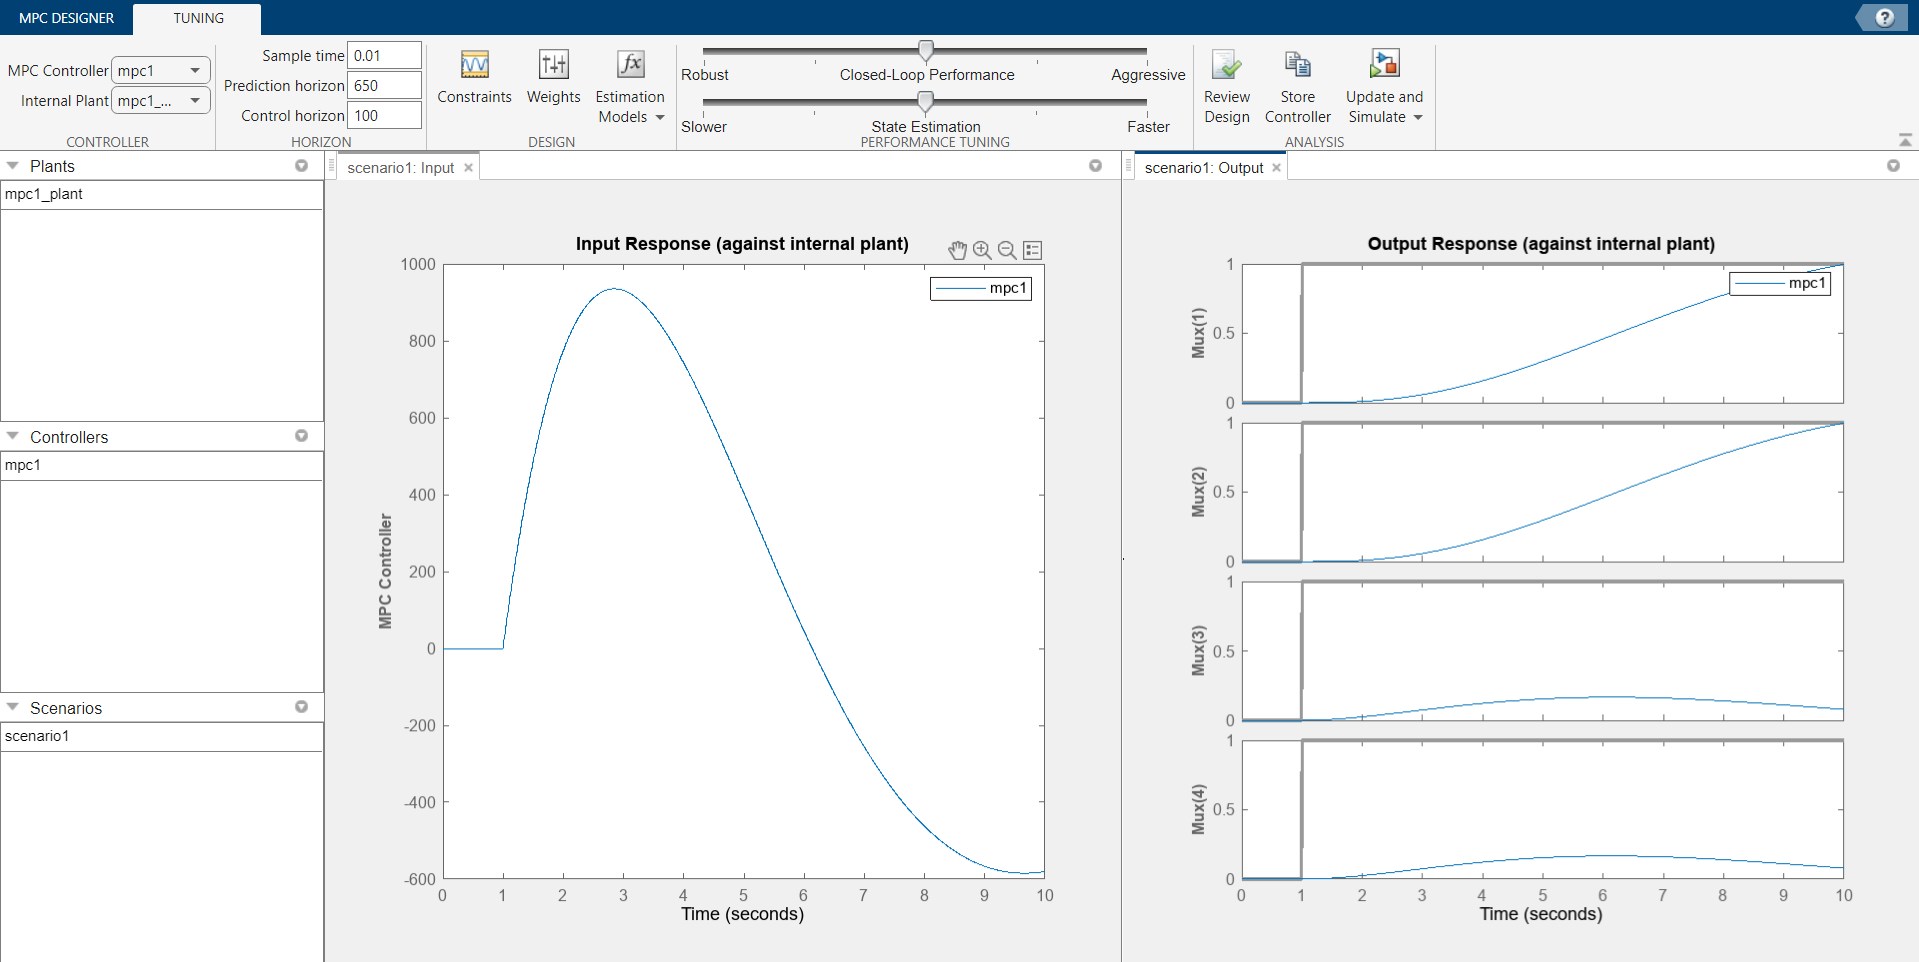 MPC DESIGNER
TUNING
?
MPC Controller mpc1
Internal Plant mpc1_...
CONTROLLER
Sample time 0.01
Prediction horizon 650
Control horizon 100
HORIZON
Constraints
Weights
fx
Estimation
Models
DESIGN
Robust
Closed-Loop Performance
Aggressive
Slower
State Estimation
Faster
PERFORMANCE TUNING
Review
Design
Store
Controller
Update and
Simulate
ANALYSIS
Plants
mpc1_plant
Controllers
mpc1
Scenarios
scenario1
scenario1: Input
Input Response (against internal plant)
mpc1
MPC Controller
1000
800
600
400
200
0
-200
-400
-600
0 1 2 3 4 5 6 7 8 9 10
Time (seconds)
scenario1: Output
Output Response (against internal plant)
mpc1
Mux(1)
1
0.5
0
Mux(2)
1
0.5
0
Mux(3)
1
0.5
0
Mux(4)
1
0.5
0
0 1 2 3 4 5 6 7 8 9 10
Time (seconds)